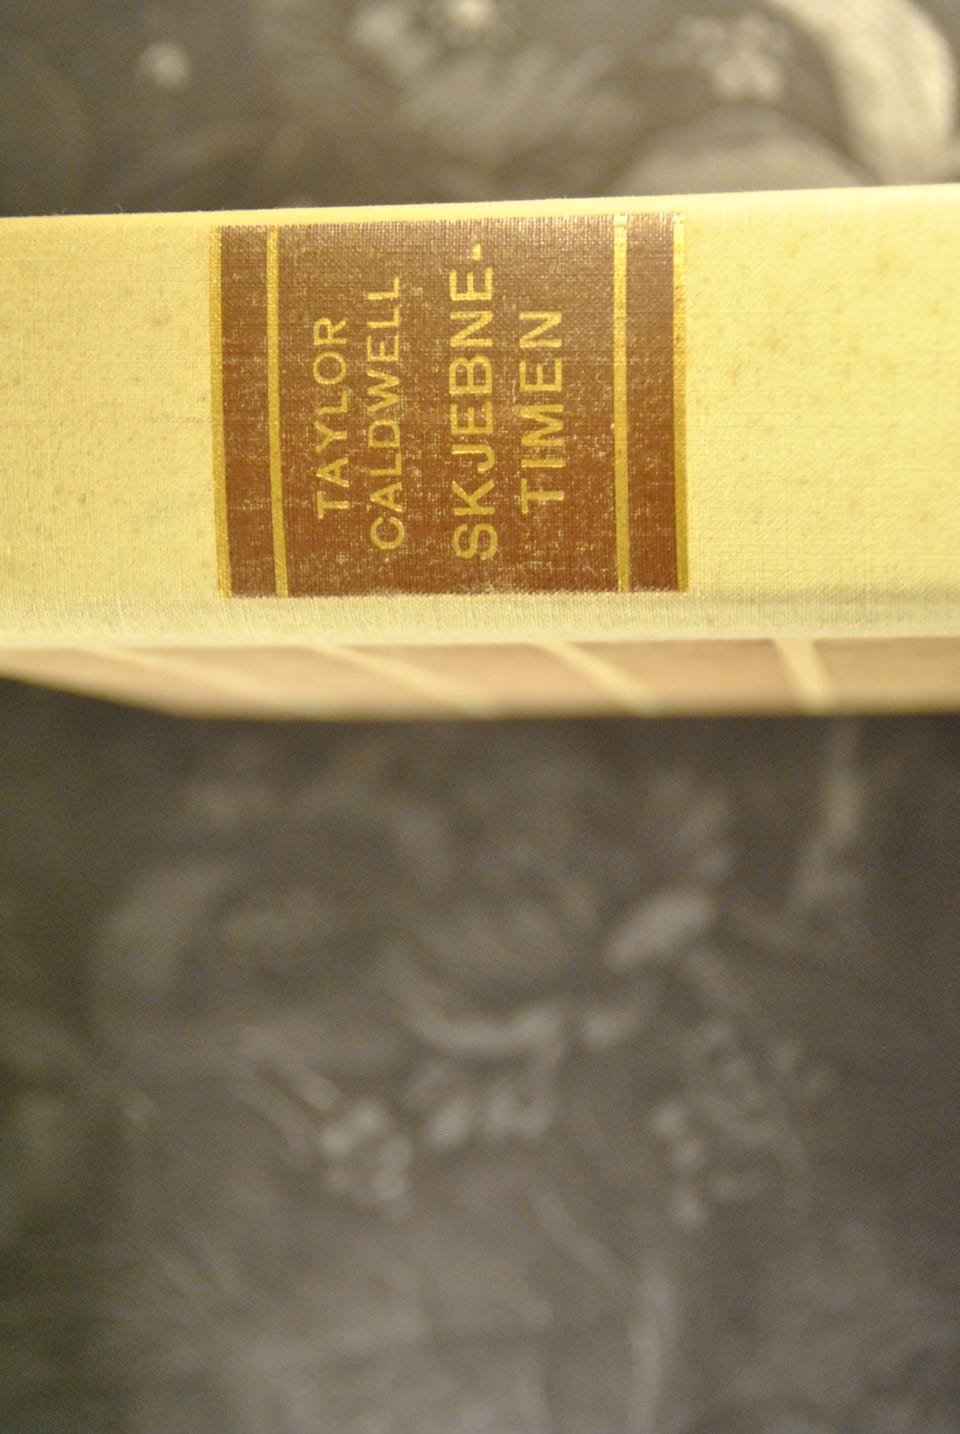 TAYLOR
CALDWELL
SKJEBNE-
TIMEN